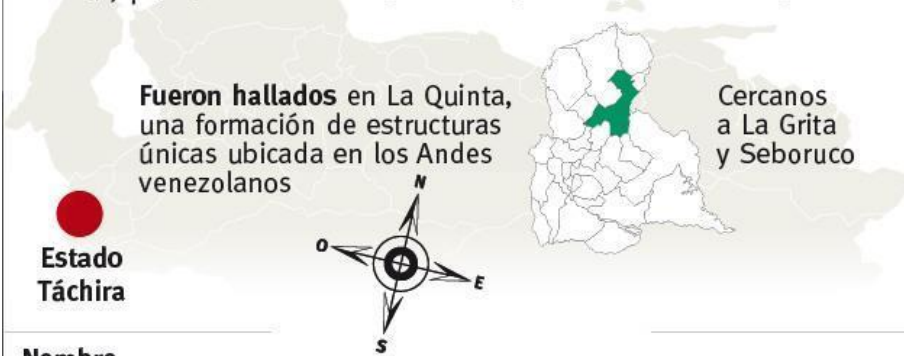 Fueron hallados en La Quinta,
una formación de estructuras
únicas ubicada en los Andes
venezolanos
Cercanos
a La Grita
y Seboruco
Estado
Táchira
N
O
E
S